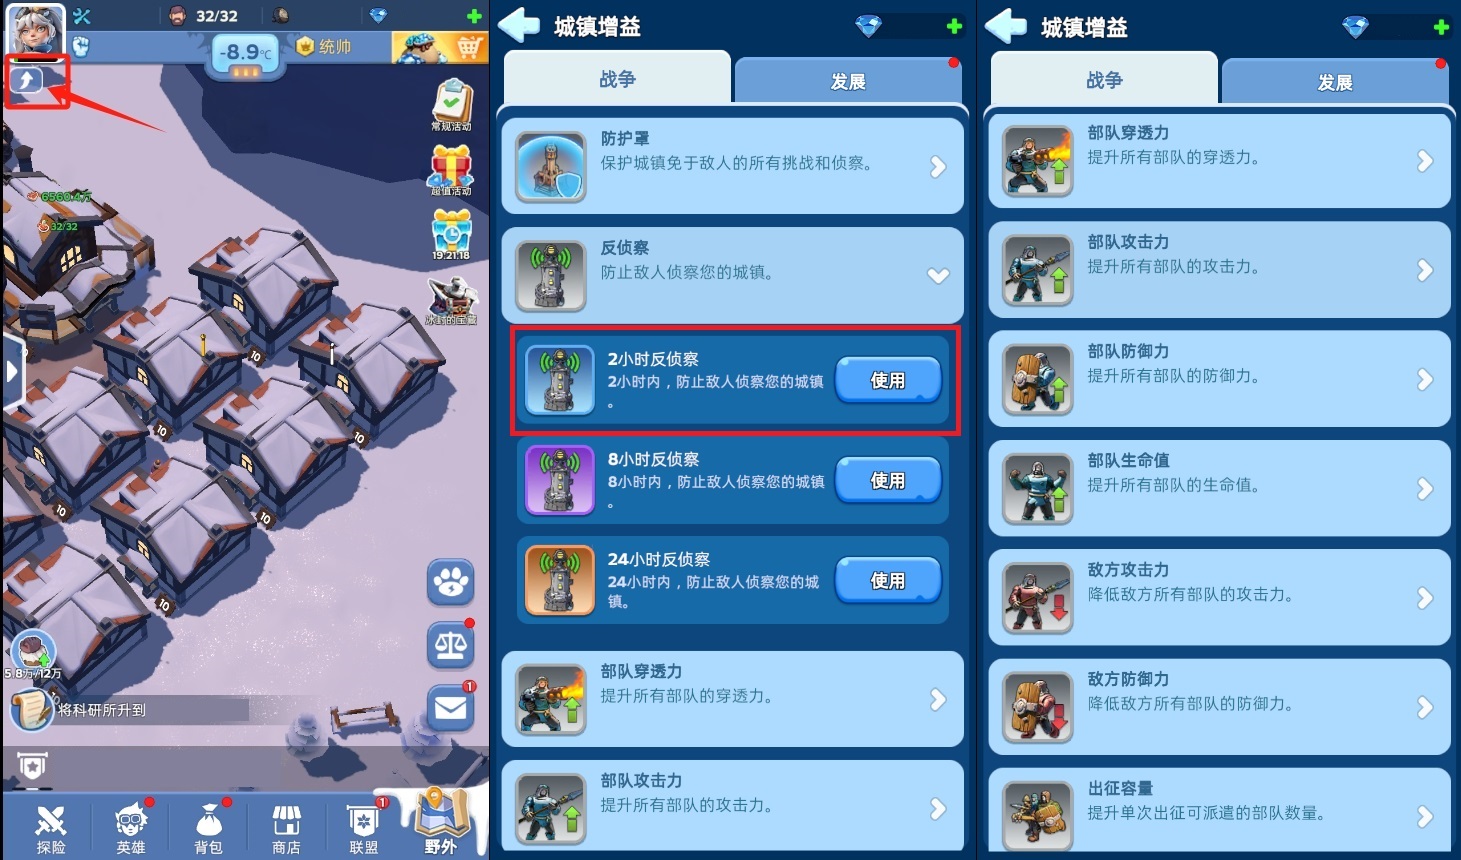 32/32
-8.9℃
统帅
常规活动
超值活动
19:21:18
6560.4万
32/32
10
10
10
10
10
10
10
5.8万/12万
将科研所升到
1
探险
英雄
背包
商店
1
联盟
野外
城镇增益
战争
发展
防护罩
保护城镇免于敌人的所有挑战和侦察。
反侦察
防止敌人侦察您的城镇。
2小时反侦察
2小时内，防止敌人侦察您的城镇
。
使用
8小时反侦察
8小时内，防止敌人侦察您的城镇
。
使用
24小时反侦察
24小时内，防止敌人侦察您的城
镇。
使用
部队穿透力
提升所有部队的穿透力。
部队攻击力
提升所有部队的攻击力。
城镇增益
战争
发展
部队穿透力
提升所有部队的穿透力。
部队攻击力
提升所有部队的攻击力。
部队防御力
提升所有部队的防御力。
部队生命值
提升所有部队的生命值。
敌方攻击力
降低敌方所有部队的攻击力。
敌方防御力
降低敌方所有部队的防御力。
出征容量
提升单次出征可派遣的部队数量。